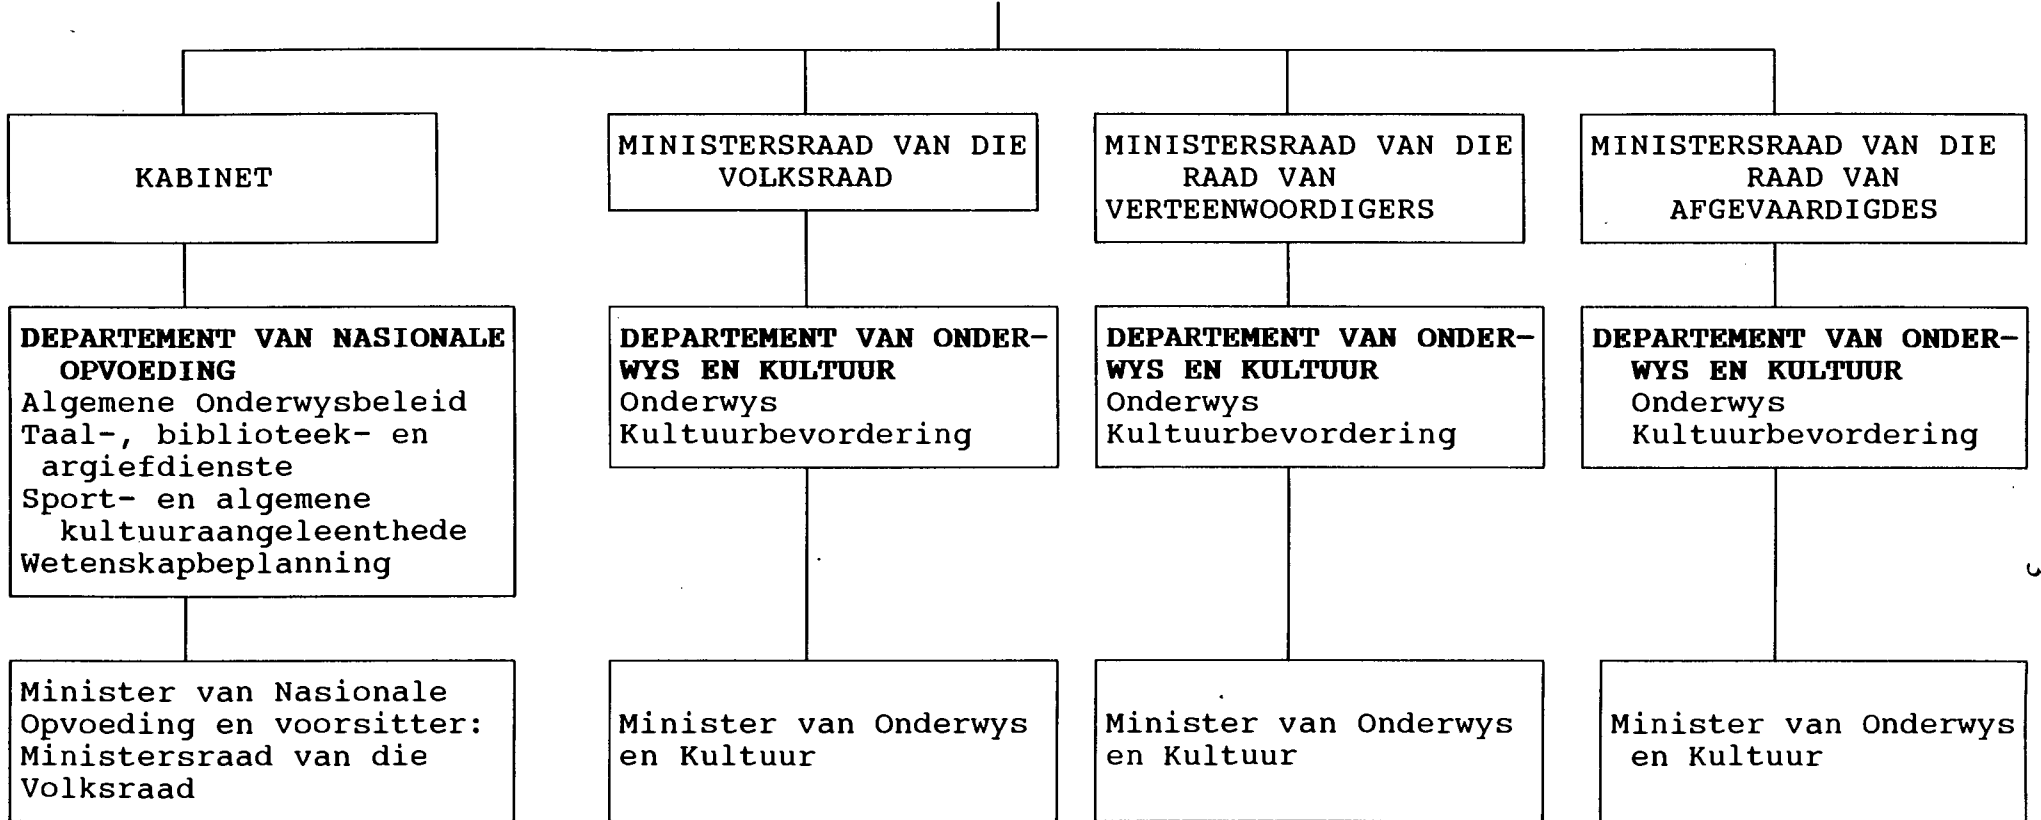 KABINET
MINISTERSRAAD VAN DIE
VOLKSRAAD
MINISTERSRAAD VAN DIE
RAAD VAN
VERTEENWOORDIGERS
MINISTERSRAAD VAN DIE
RAAD VAN
AFGEVAARDIGDES
DEPARTEMENT VAN NASIONALE
OPVOEDING
Algemene Onderwysbeleid
Taal-, biblioteek- en
argiefdienste
Sport- en algemene
kultuuraangeleenthede
Wetenskapbeplanning
DEPARTEMENT VAN ONDER-
WYS EN KULTUUR
Onderwys
Kultuurbevordering
DEPARTEMENT VAN ONDER-
WYS EN KULTUUR
Onderwys
Kultuurbevordering
DEPARTEMENT VAN ONDER-
WYS EN KULTUUR
Onderwys
Kultuurbevordering
Minister van Nasionale
Opvoeding en voorsitter:
Ministersraad van die
Volksraad
Minister van Onderwys
en Kultuur
Minister van Onderwys
en Kultuur
Minister van Onderwys
en Kultuur